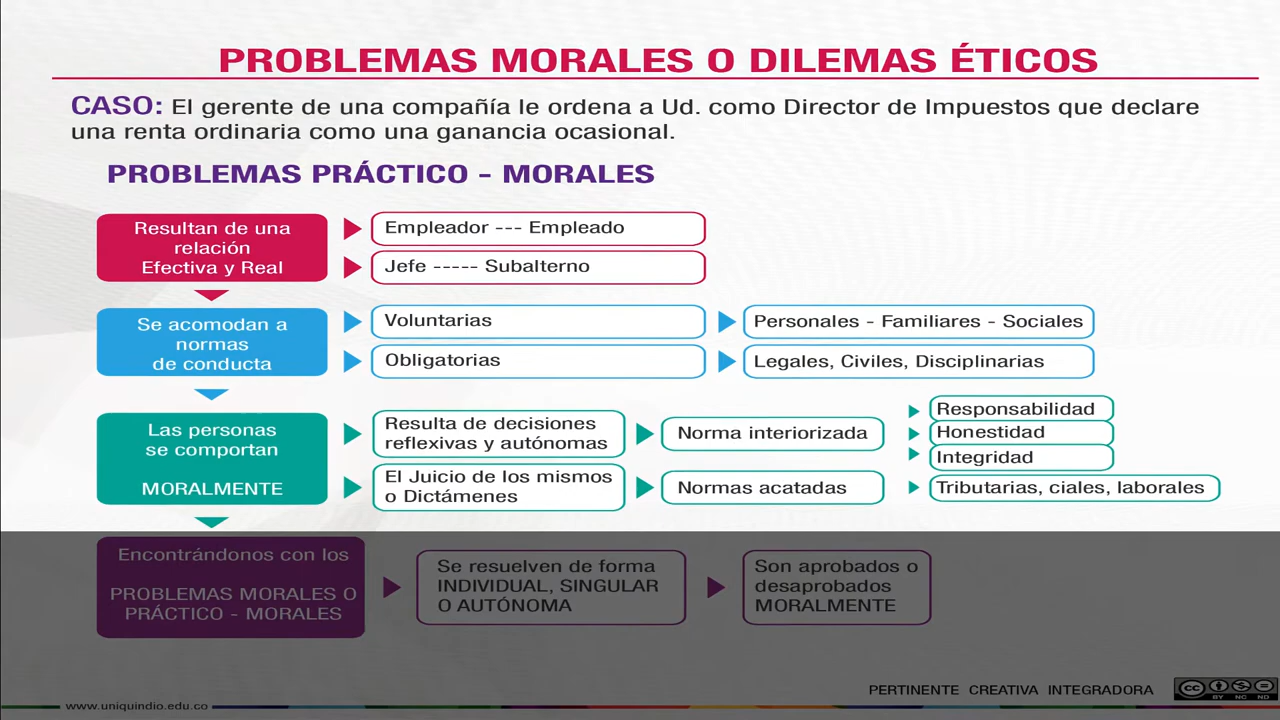 PROBLEMAS MORALES O DILEMAS ÉTICOS
CASO: El gerente de una compañía le ordena a Ud. como Director de Impuestos que declare
una renta ordinaria como una ganancia ocasional.
PROBLEMAS PRÁCTICO - MORALES
Resultan de una
relación
Efectiva y Real
Empleador --- Empleado
Jefe ----- Subalterno
Se acomodan a
normas
de conducta
Voluntarias
Personales - Familiares - Sociales
Obligatorias
Legales, Civiles, Disciplinarias
Las personas
se comportan
MORALMENTE
Resulta de decisiones
reflexivas y autónomas
Norma interiorizada
Responsabilidad
Honestidad
Integridad
El Juicio de los mismos
o Dictámenes
Normas acatadas
Tributarias, ciales, laborales
Encontrándonos con los
PROBLEMAS MORALES O
PRÁCTICO - MORALES
Se resuelven de forma
INDIVIDUAL, SINGULAR
O AUTÓNOMA
Son aprobados o
desaprobados
MORALMENTE
PERTINENTE CREATIVA INTEGRADORA
cc
BY NC ND
www.uniquindio.edu.co